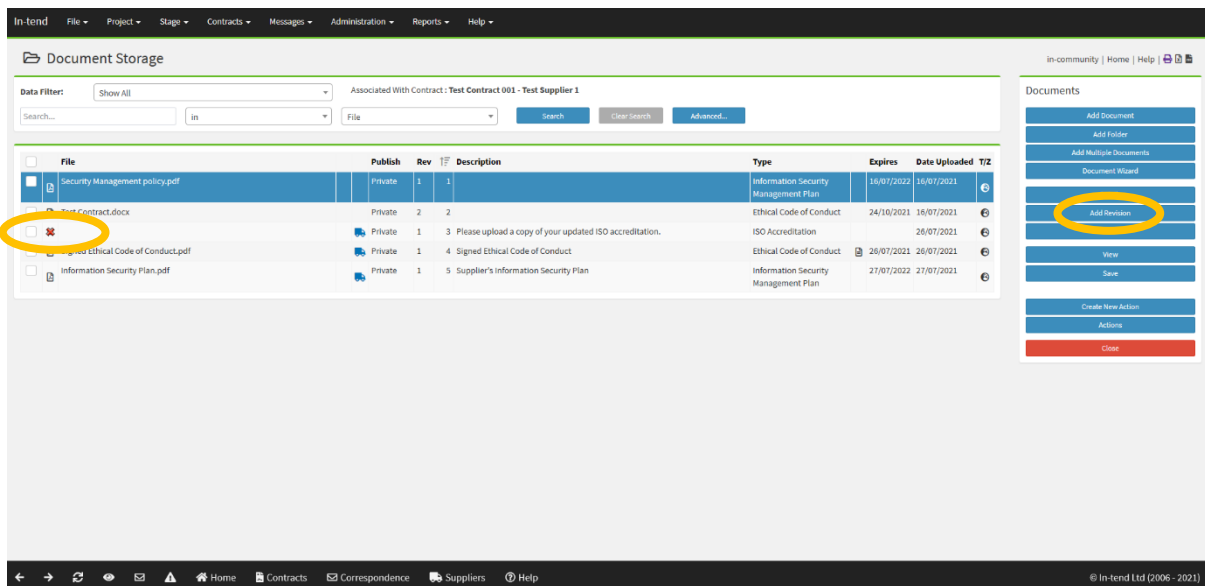 In-tend File Project Stage Contracts Messages Administration Reports Help
Document Storage
in-community | Home | Help |
Data Filter: Show All Associated With Contract : Test Contract 001 - Test Supplier 1
Search... in File Search Clear Search Advanced...
File Publish Rev Description Type Expires Date Uploaded T/Z
Security Management policy.pdf Private 1 1 Information Security 16/07/2022 16/07/2021
Management Plan
Test Contract.docx Private 2 2 Ethical Code of Conduct 24/10/2021 16/07/2021
Private 1 3 Please upload a copy of your updated ISO accreditation. ISO Accreditation 26/07/2021
Signed Ethical Code of Conduct.pdf Private 1 4 Signed Ethical Code of Conduct Ethical Code of Conduct 26/07/2021 26/07/2021
Information Security Plan.pdf Private 1 5 Supplier's Information Security Plan Information Security 27/07/2022 27/07/2021
Management Plan
Documents
Add Document
Add Folder
Add Multiple Documents
Document Wizard
Add Revision
View
Save
Create New Action
Actions
Close
Home Contracts Correspondence Suppliers Help © In-tend Ltd (2006 - 2021)